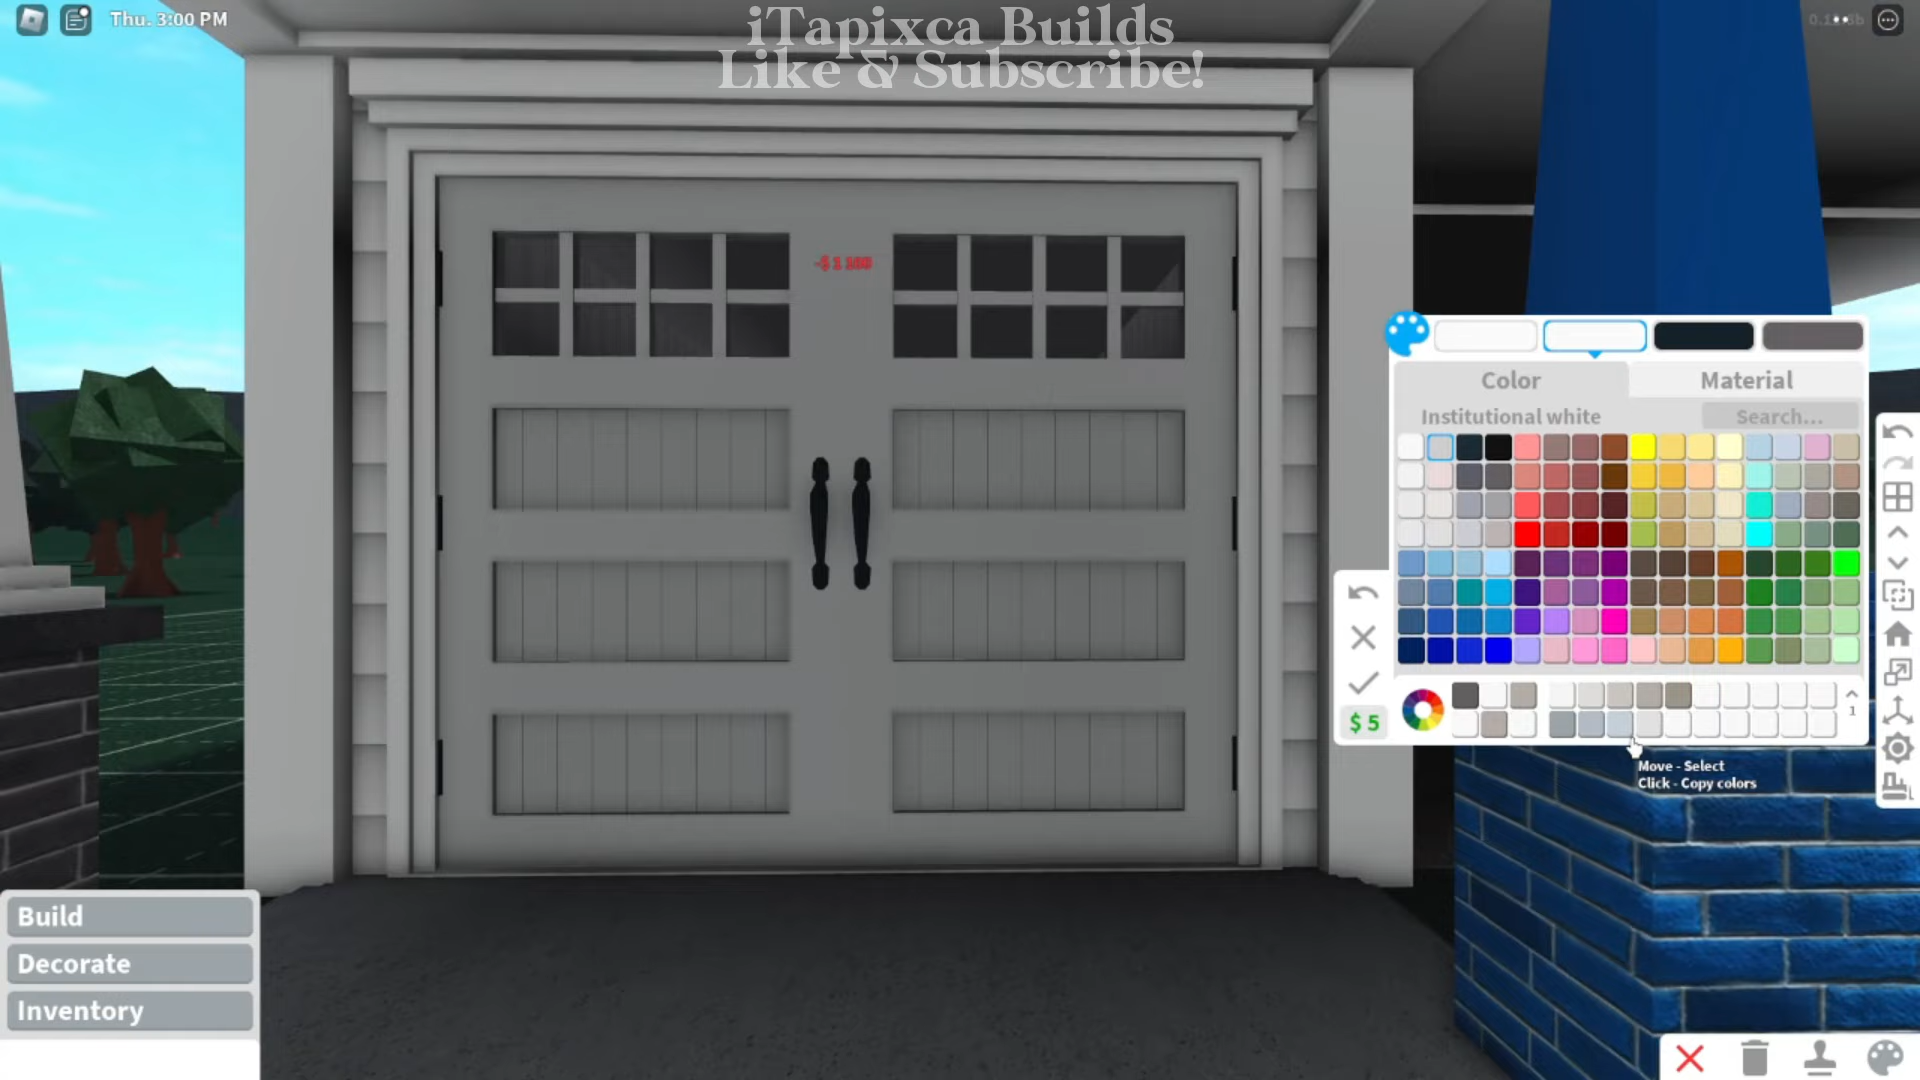 Thu. 3:00 PM
iTapixca Builds
Like & Subscribe!
Color
Material
Institutional white
Search...
$ 5
1
Move - Select
Click - Copy colors
Build
Decorate
Inventory